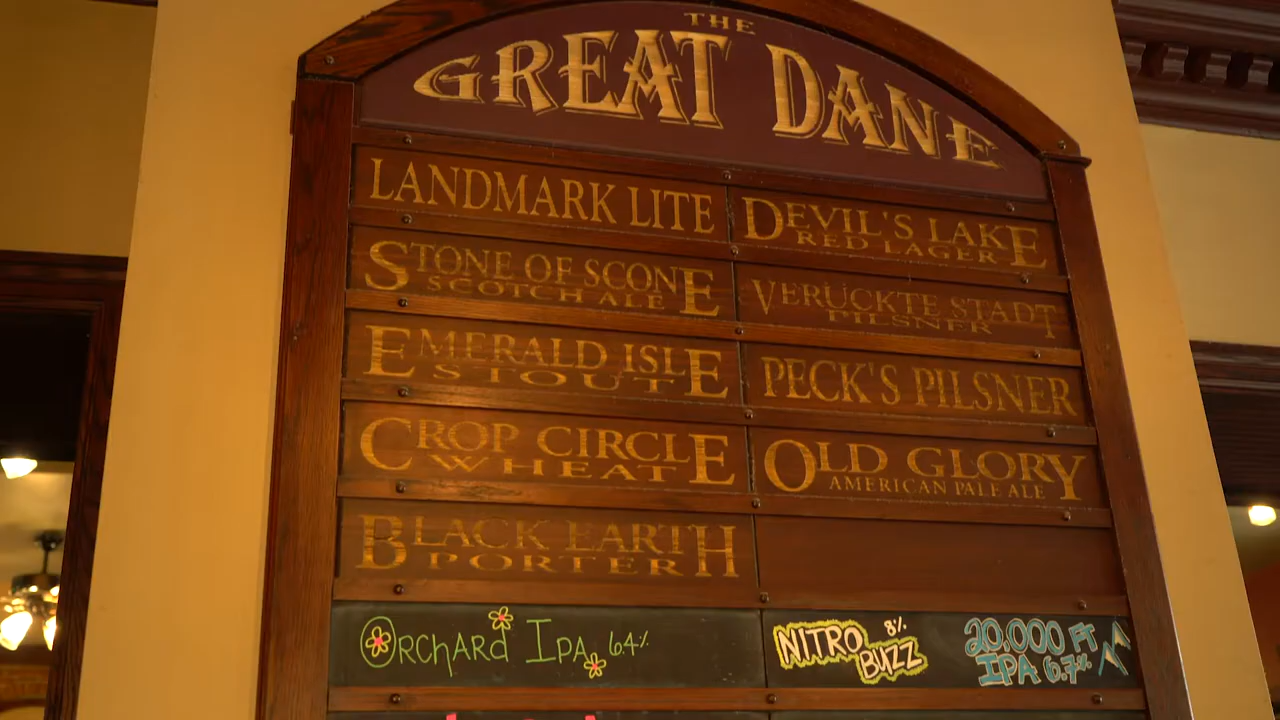 THE
GREAT DANE
LANDMARK LITE
DEVIL'S LAKE
RED LAGER
STONE OF SCONE
SCOTCH ALE
VERÜCKTE STADT
PILSNER
EMERALD ISLE
STOUT
PECK'S PILSNER
CROP CIRCLE
WHEAT
OLD GLORY
AMERICAN PALE ALE
BLACK EARTH
PORTER
ORCHARD IPA 64%
NITRO BUZZ 8%
20,000 FT
IPA 6.7%